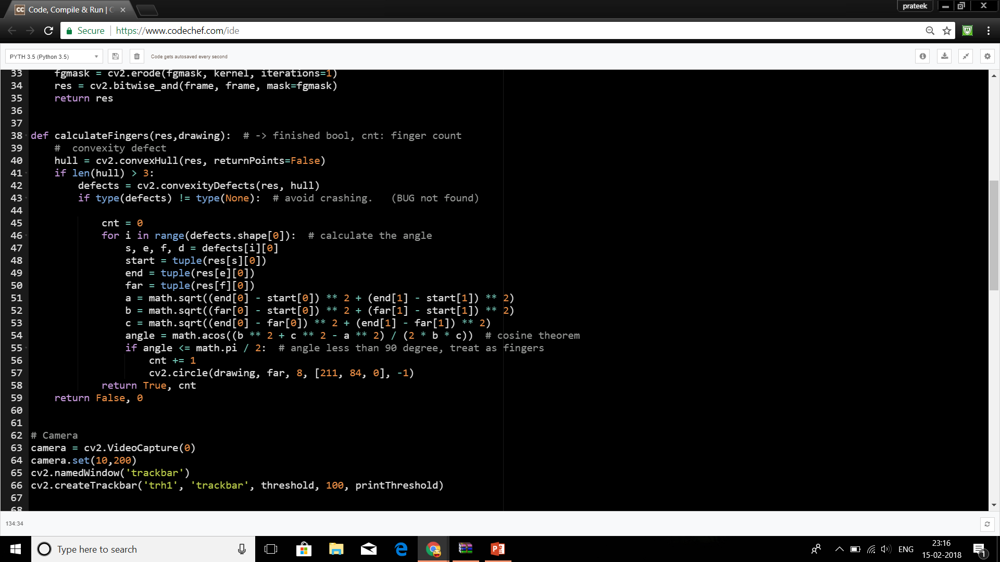 Code, Compile & Run | C
prateek
Secure https://www.codechef.com/ide
PYTH 3.5 (Python 3.5)
Code gets autosaved every second
33     fgmask = cv2.erode(fgmask, kernel, iterations=1)
34     res = cv2.bitwise_and(frame, frame, mask=fgmask)
35     return res
36
37
38 def calculateFingers(res,drawing):  # -> finished bool, cnt: finger count
39     #  convexity defect
40     hull = cv2.convexHull(res, returnPoints=False)
41     if len(hull) > 3:
42         defects = cv2.convexityDefects(res, hull)
43         if type(defects) != type(None):  # avoid crashing.   (BUG not found)
44
45             cnt = 0
46             for i in range(defects.shape[0]):  # calculate the angle
47                 s, e, f, d = defects[i][0]
48                 start = tuple(res[s][0])
49                 end = tuple(res[e][0])
50                 far = tuple(res[f][0])
51                 a = math.sqrt((end[0] - start[0]) ** 2 + (end[1] - start[1]) ** 2)
52                 b = math.sqrt((far[0] - start[0]) ** 2 + (far[1] - start[1]) ** 2)
53                 c = math.sqrt((end[0] - far[0]) ** 2 + (end[1] - far[1]) ** 2)
54                 angle = math.acos((b ** 2 + c ** 2 - a ** 2) / (2 * b * c))  # cosine theorem
55                 if angle <= math.pi / 2:  # angle less than 90 degree, treat as fingers
56                     cnt += 1
57                     cv2.circle(drawing, far, 8, [211, 84, 0], -1)
58             return True, cnt
59     return False, 0
60
61
62 # Camera
63 camera = cv2.VideoCapture(0)
64 camera.set(10,200)
65 cv2.namedWindow('trackbar')
66 cv2.createTrackbar('trh1', 'trackbar', threshold, 100, printThreshold)
67
68
134:34
Type here to search
ENG
23:16
15-02-2018
1